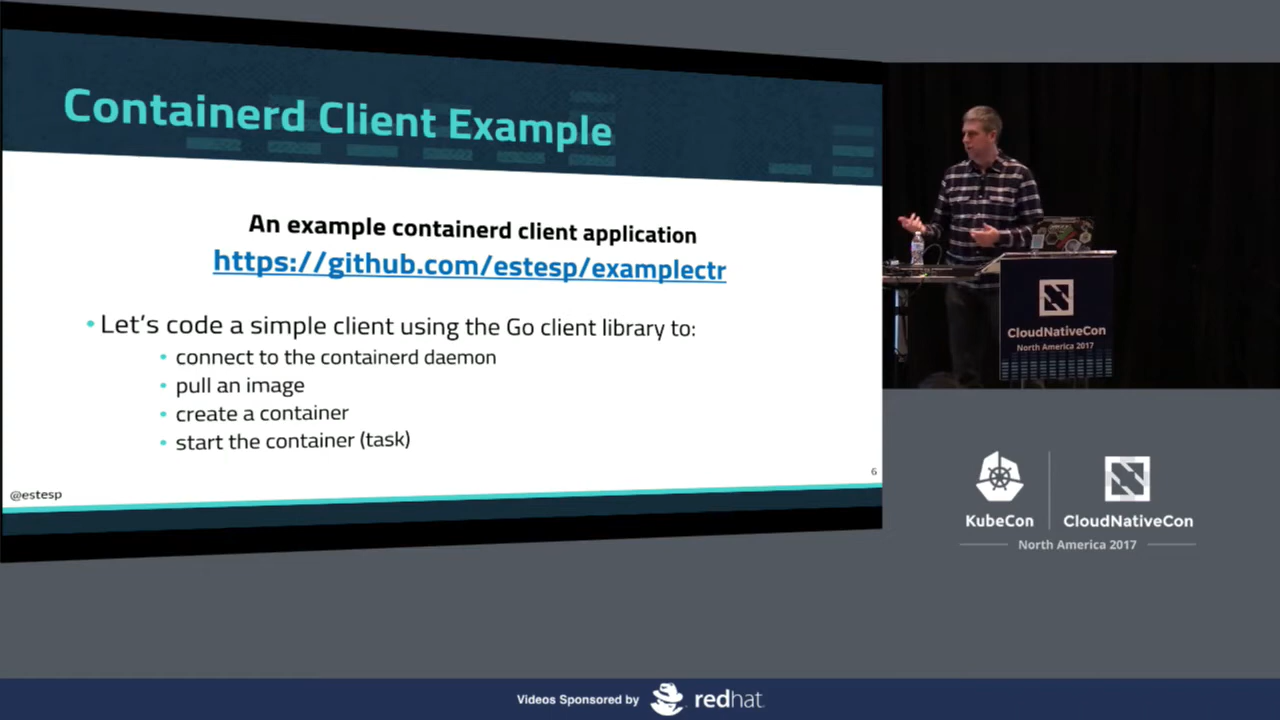 Containerd Client Example
An example containerd client application
https://github.com/estesp/examplectr
• Let's code a simple client using the Go client library to:
• connect to the containerd daemon
• pull an image
• create a container
• start the container (task)
6
@estesp
CloudNativeCon
North America 2017
KubeCon
CloudNativeCon
North America 2017
Videos Sponsored by
redhat